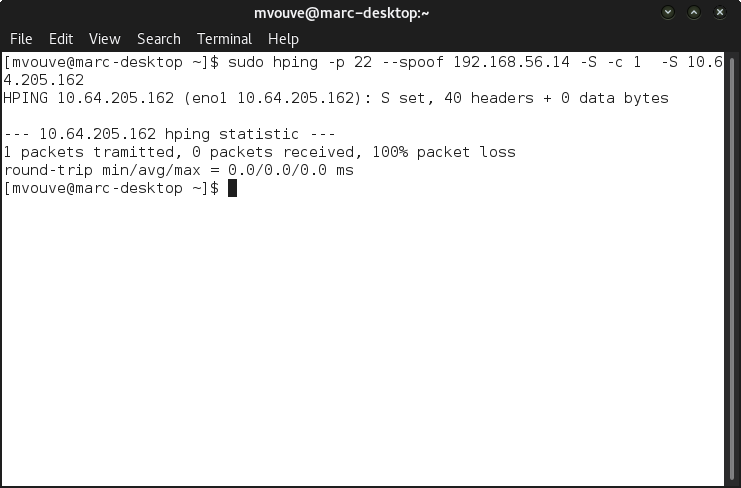 mvouve@marc-desktop:~
File Edit View Search Terminal Help
[mvouve@marc-desktop ~]$ sudo hping -p 22 --spoof 192.168.56.14 -S -c 1  -S 10.6
4.205.162
HPING 10.64.205.162 (eno1 10.64.205.162): S set, 40 headers + 0 data bytes
--- 10.64.205.162 hping statistic ---
1 packets tramitted, 0 packets received, 100% packet loss
round-trip min/avg/max = 0.0/0.0/0.0 ms
[mvouve@marc-desktop ~]$